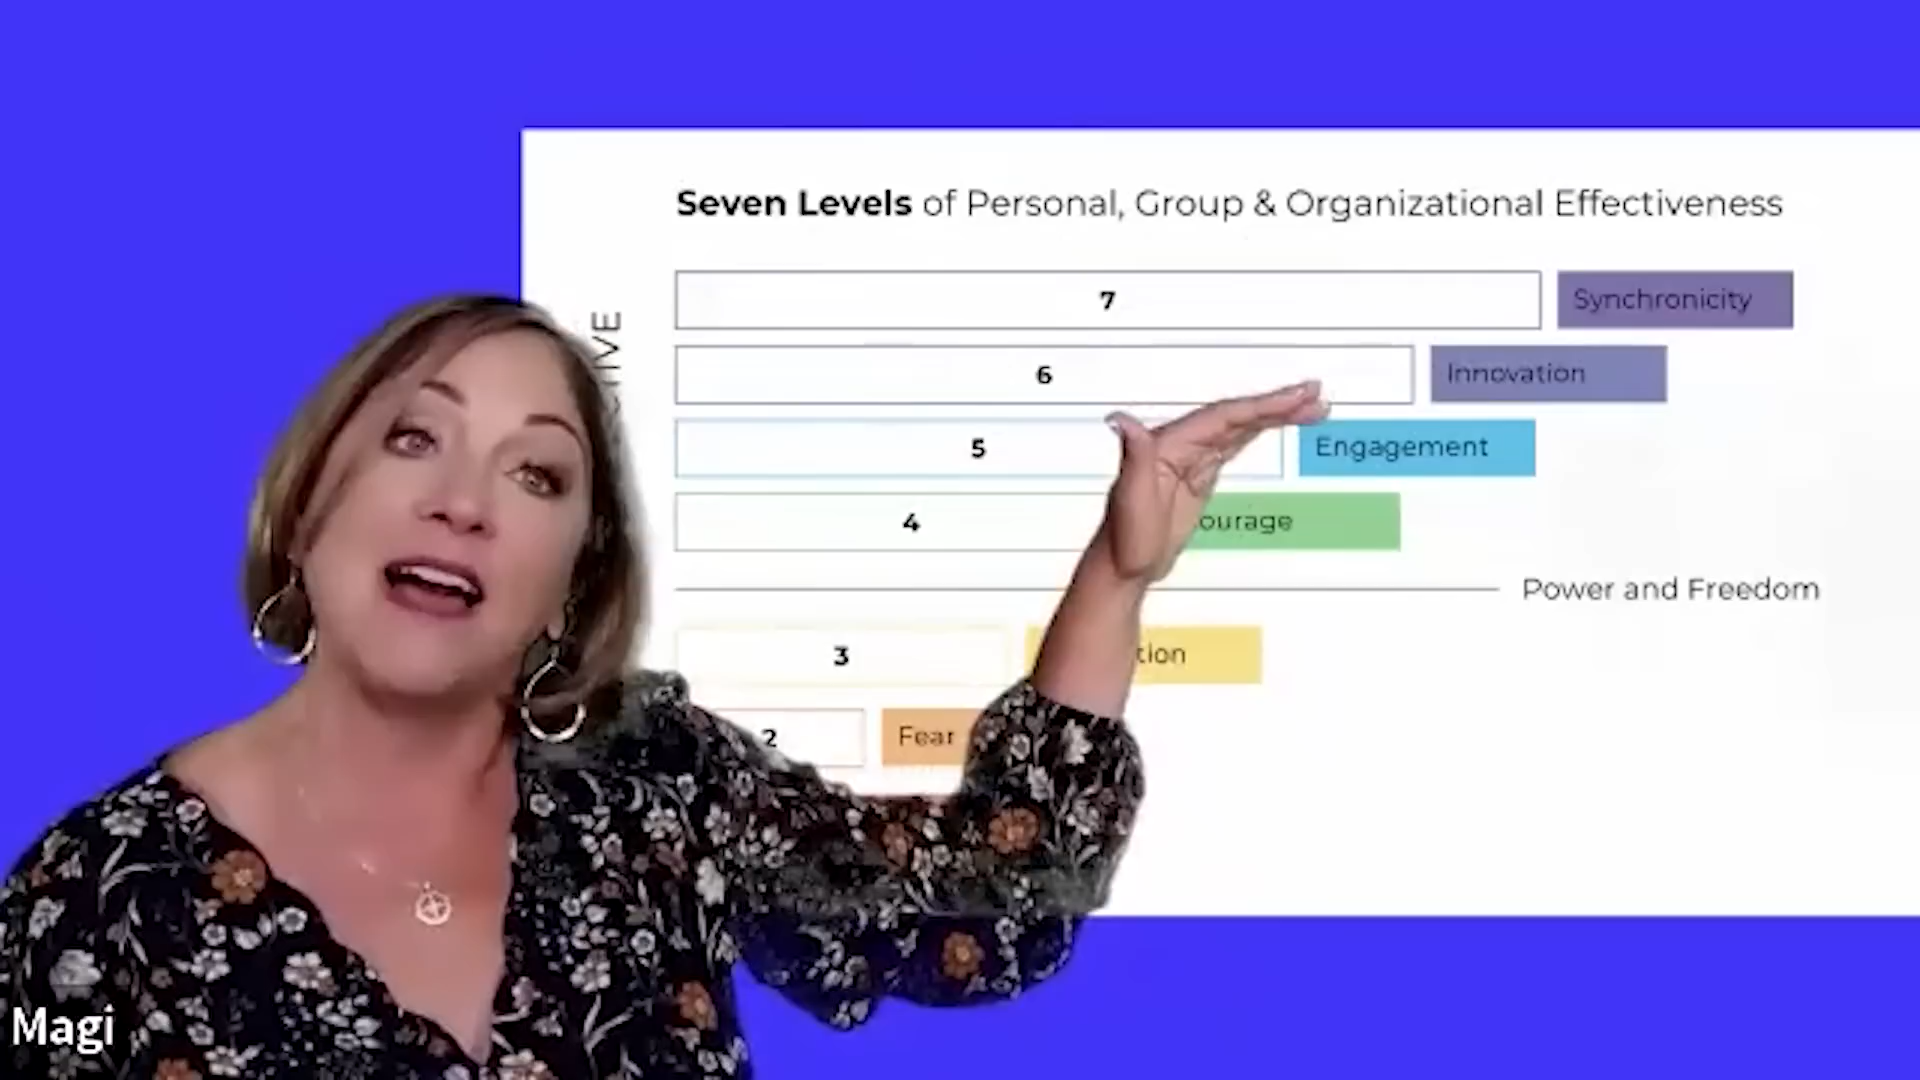 Seven Levels of Personal, Group & Organizational Effectiveness
7 Synchronicity
6 Innovation
5 Engagement
4 ourage
Power and Freedom
3 tion
2 Fear
IVE
Magi